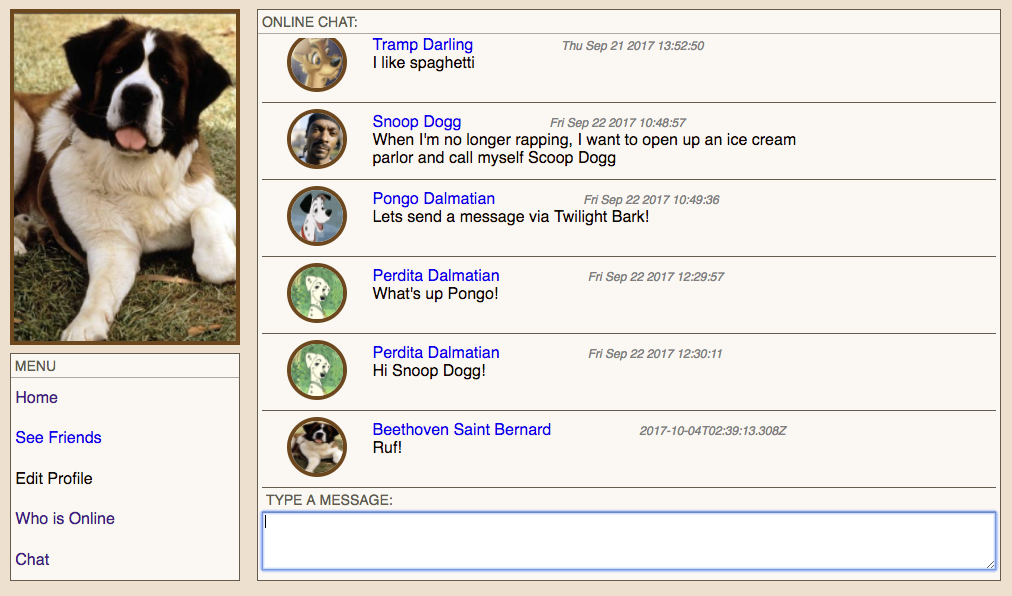 ONLINE CHAT:
Tramp Darling Thu Sep 21 2017 13:52:50
I like spaghetti
Snoop Dogg Fri Sep 22 2017 10:48:57
When I'm no longer rapping, I want to open up an ice cream
parlor and call myself Scoop Dogg
Pongo Dalmatian Fri Sep 22 2017 10:49:36
Lets send a message via Twilight Bark!
Perdita Dalmatian Fri Sep 22 2017 12:29:57
What's up Pongo!
Perdita Dalmatian Fri Sep 22 2017 12:30:11
Hi Snoop Dogg!
Beethoven Saint Bernard 2017-10-04T02:39:13.308Z
Ruf!
TYPE A MESSAGE:
MENU
Home
See Friends
Edit Profile
Who is Online
Chat